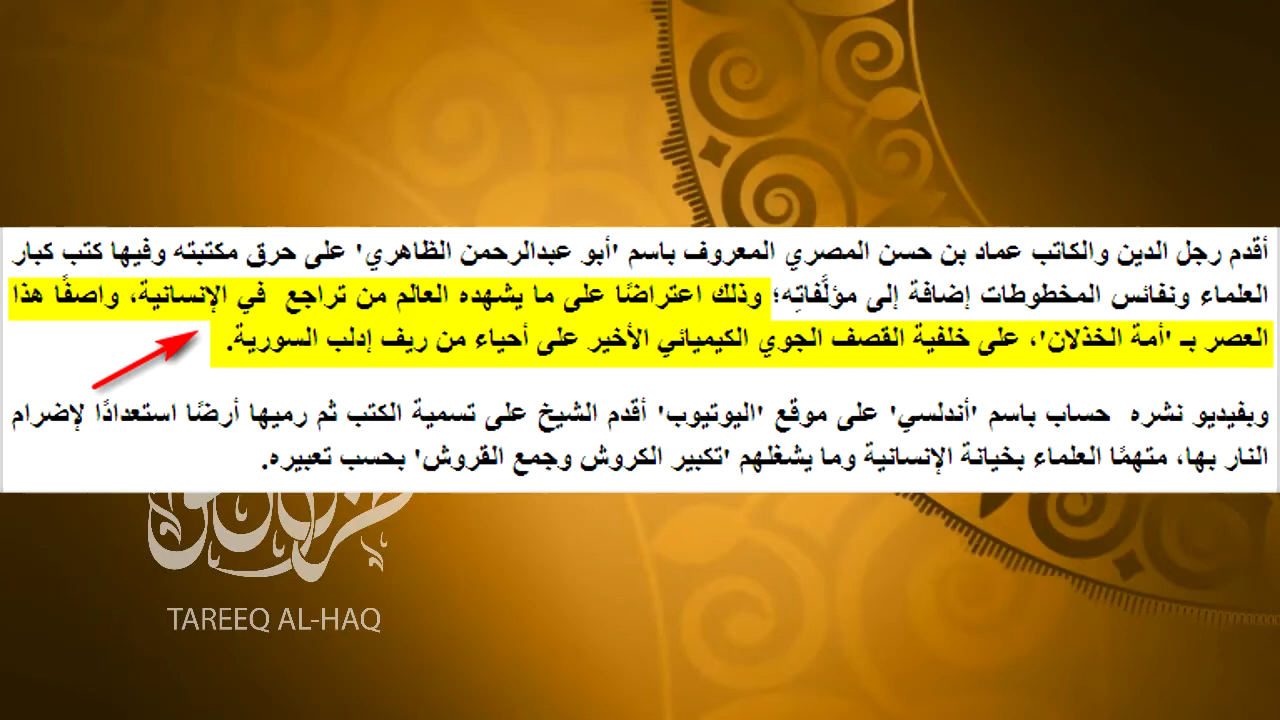 أقدم رجل الدين والكاتب عماد بن حسن المصري المعروف باسم 'أبو عبدالرحمن الظاهري' على حرق مكتبته وفيها كتب كبار
العلماء ونفائس المخطوطات إضافة إلى مؤلَّفاتِه؛ وذلك اعتراضًا على ما يشهده العالم من تراجع في الإنسانية، واصفًا هذا
العصر بـ 'أمة الخذلان'، على خلفية القصف الجوي الكيميائي الأخير على أحياء من ريف إدلب السورية.
وبفيديو نشره حساب باسم 'أندلسي' على موقع 'اليوتيوب' أقدم الشيخ على تسمية الكتب ثم رميها أرضًا استعدادًا لإضرام
النار بها، متهمًا العلماء بخيانة الإنسانية وما يشغلهم 'تكبير الكروش وجمع القروش' بحسب تعبيره.
TAREEQ AL-HAQ